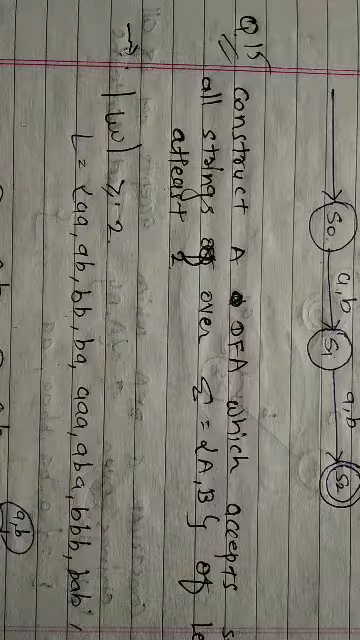 S0 a,b S1 a,b S2
Q.15 Construct A DFA which accepts
all strings over Σ = {A,B} of
atleast 2
→ |w| ≥ 2
L = {aa, ab, bb, ba, aaa, aba, bbb, bab,
a,b